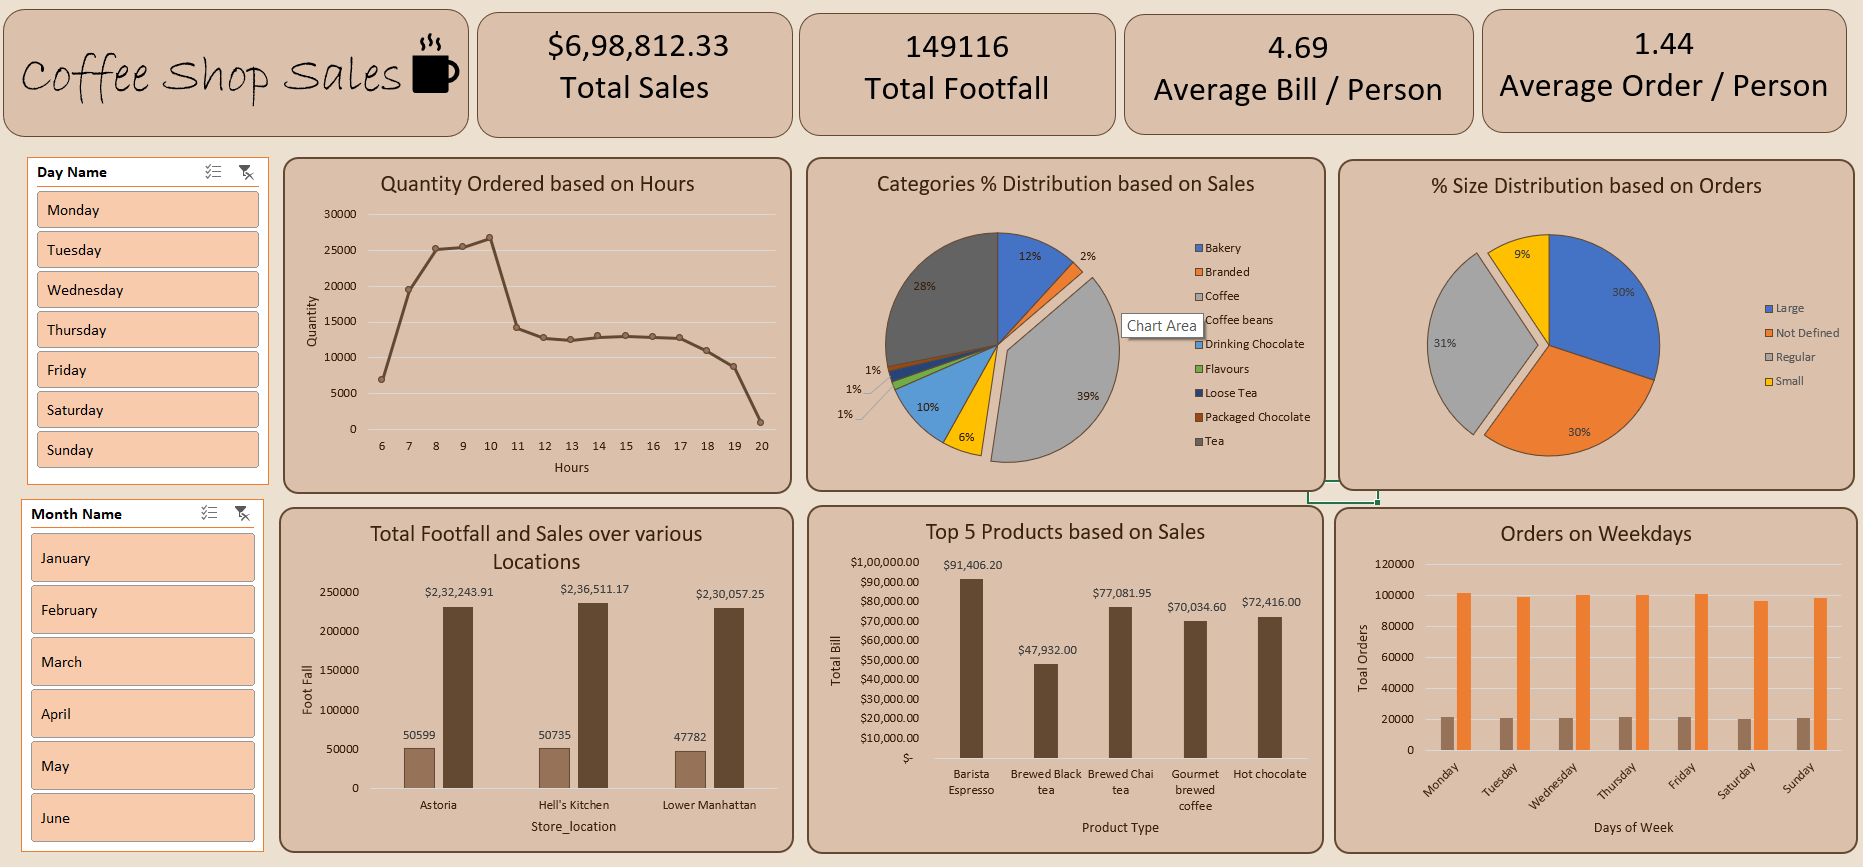 Coffee Shop Sales
$6,98,812.33
Total Sales
149116
Total Footfall
4.69
Average Bill / Person
1.44
Average Order / Person
Day Name
Monday
Tuesday
Wednesday
Thursday
Friday
Saturday
Sunday
Quantity Ordered based on Hours
30000
25000
20000
15000
10000
5000
0
Quantity
6 7 8 9 10 11 12 13 14 15 16 17 18 19 20
Hours
Categories % Distribution based on Sales
12%
2%
39%
6%
10%
1%
1%
1%
28%
Chart Area
Bakery
Branded
Coffee
Coffee beans
Drinking Chocolate
Flavours
Loose Tea
Packaged Chocolate
Tea
% Size Distribution based on Orders
30%
30%
31%
9%
Large
Not Defined
Regular
Small
Month Name
January
February
March
April
May
June
Total Footfall and Sales over various
Locations
250000
200000
150000
100000
50000
0
Foot Fall
50599
$2,32,243.91
50735
$2,36,511.17
47782
$2,30,057.25
Astoria
Hell's Kitchen
Lower Manhattan
Store_location
Top 5 Products based on Sales
$1,00,000.00
$90,000.00
$80,000.00
$70,000.00
$60,000.00
$50,000.00
$40,000.00
$30,000.00
$20,000.00
$10,000.00
$-
Total Bill
$91,406.20
$47,932.00
$77,081.95
$70,034.60
$72,416.00
Barista
Espresso
Brewed Black
tea
Brewed Chai
tea
Gourmet
brewed
coffee
Hot chocolate
Product Type
Orders on Weekdays
120000
100000
80000
60000
40000
20000
0
Toal Orders
Monday
Tuesday
Wednesday
Thursday
Friday
Saturday
Sunday
Days of Week